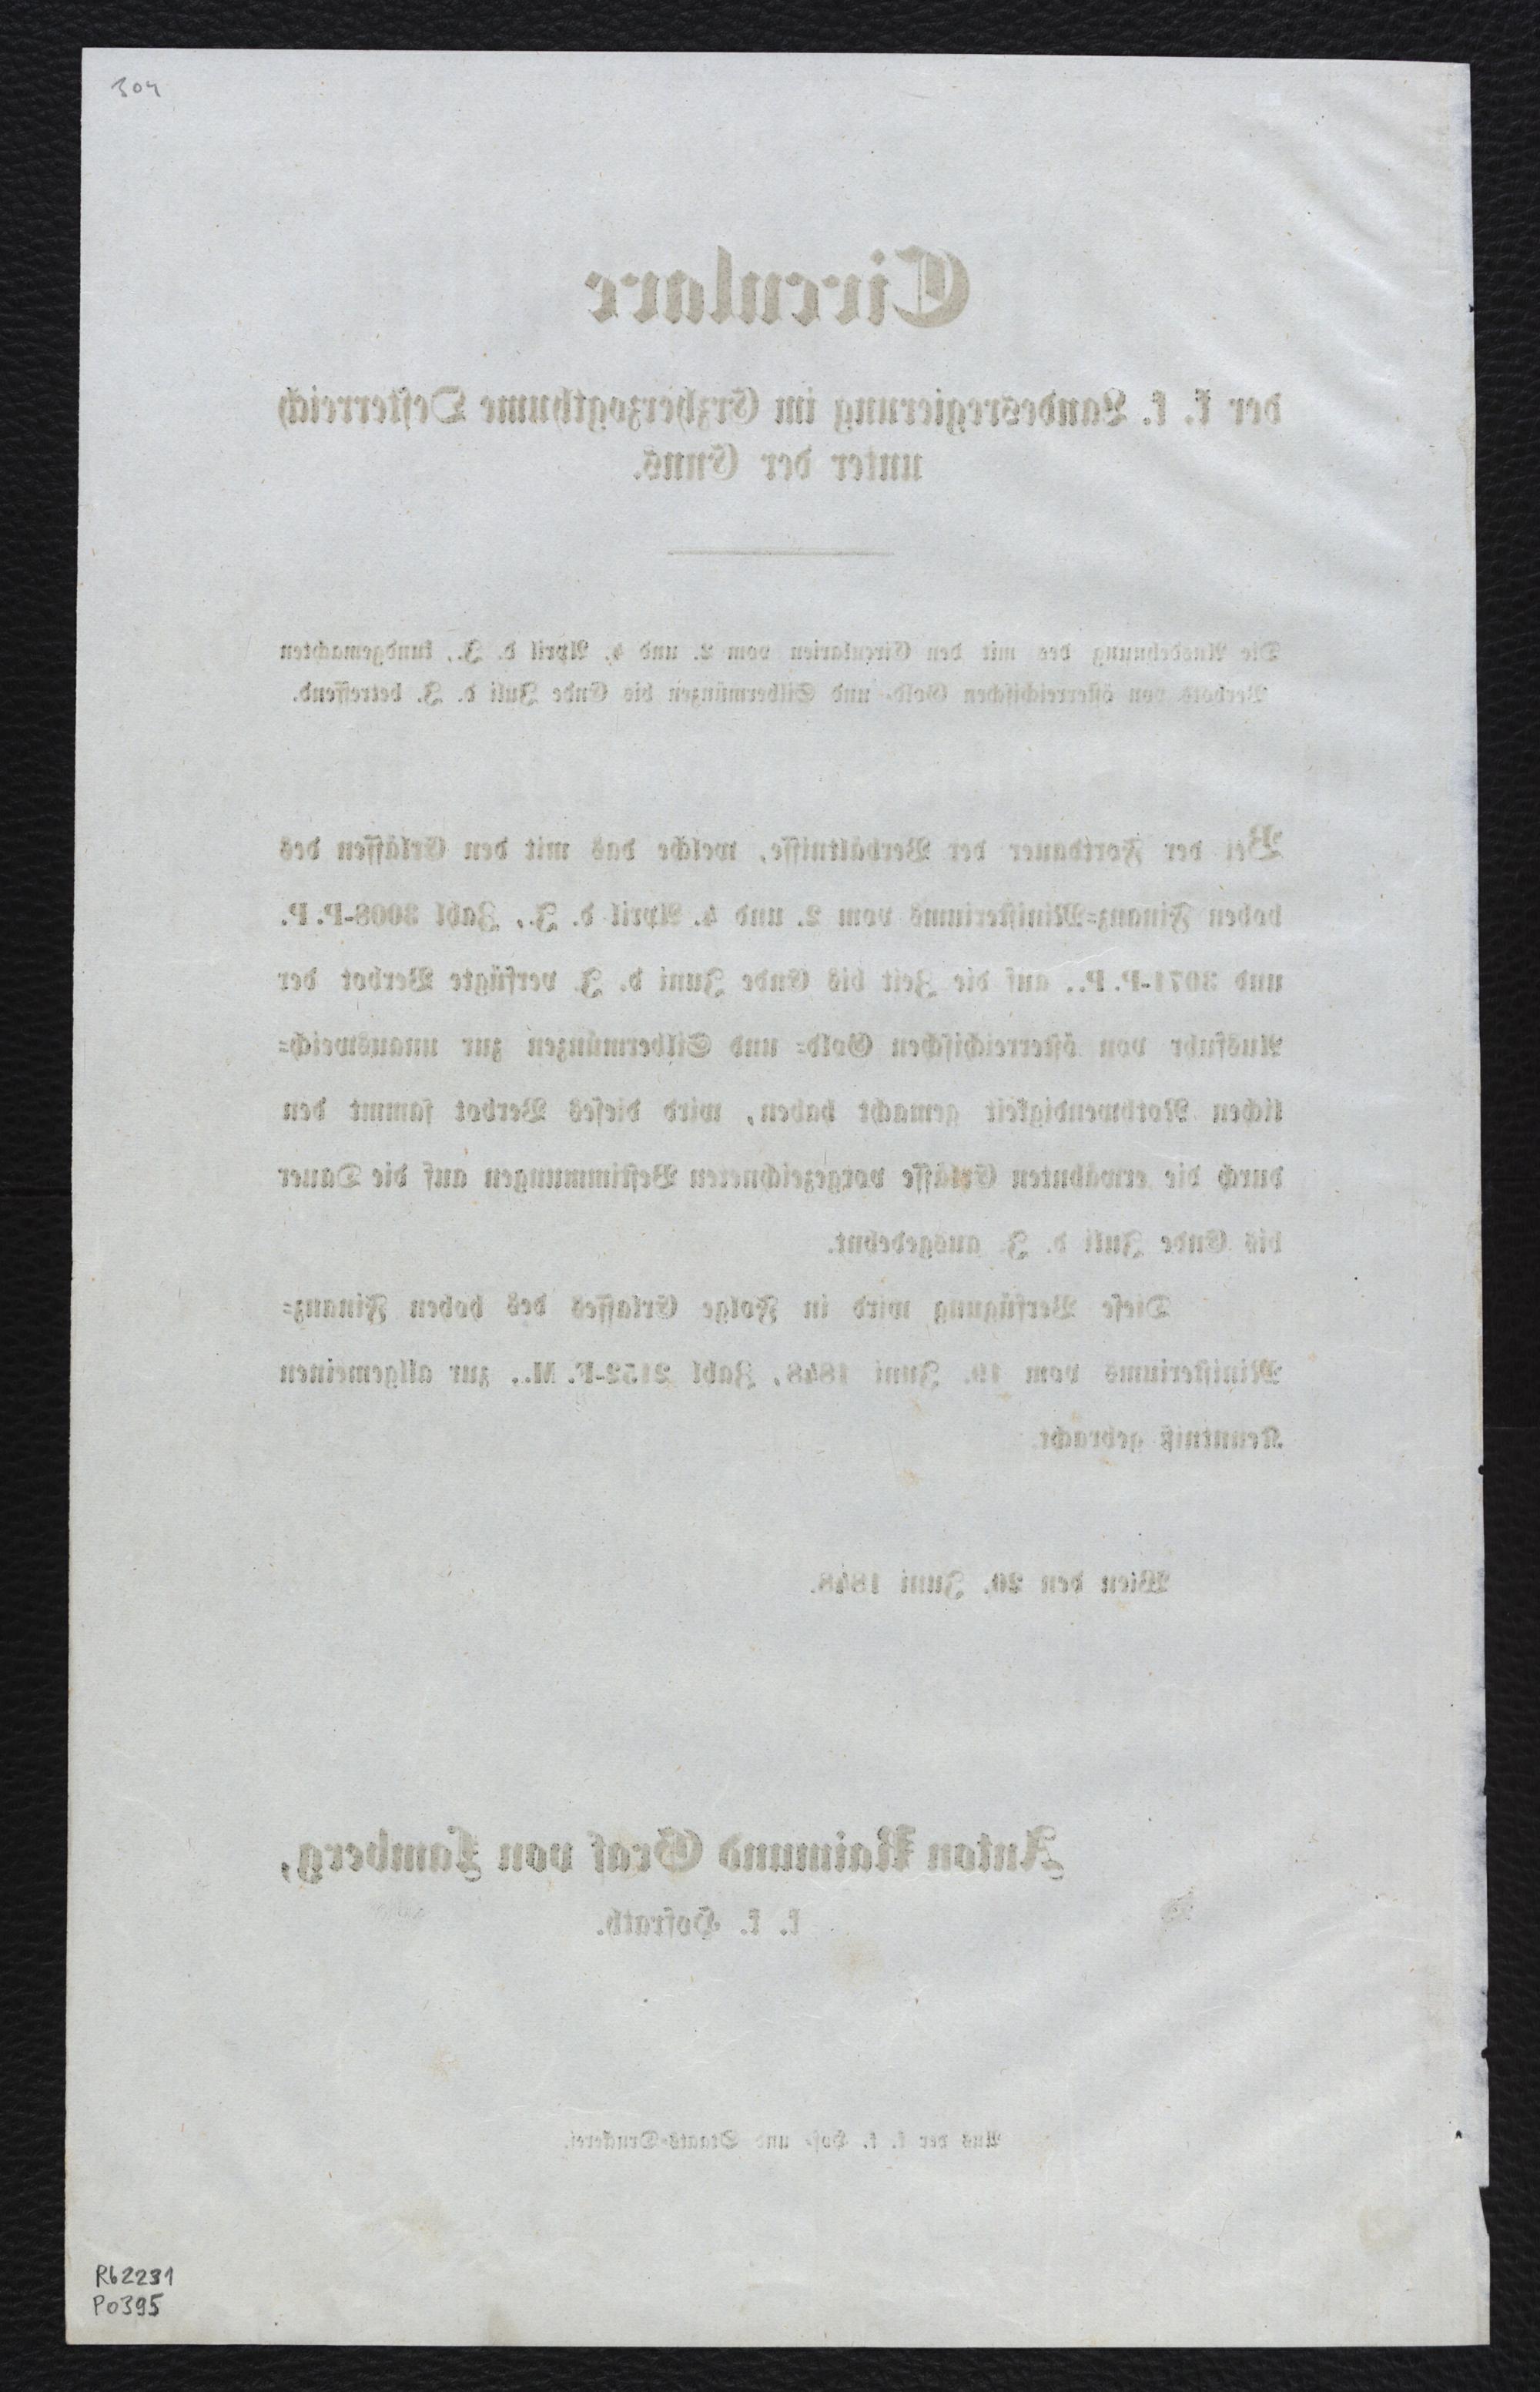 304
Circulare
der k. k. Landesregierung im Erzherzogthume Oesterreich
unter der Enns.
Die Ausdehnung des mit den Circularien vom 2. und 4. April d. J., kundgemachten
Verbots von österreichischen Gold- und Silbermünzen bis Ende Juli d. J. betreffend.
Bei der Fortdauer der Verhältnisse, welche das mit den Erlässen des
hohen Finanz-Ministeriums vom 2. und 4. April d. J., Zahl 3008-P. P.
und 3071-P. P., auf die Zeit bis Ende Juni d. J. verfügte Verbot der
Ausfuhr von österreichischen Gold- und Silbermünzen zur unausweich-
lichen Nothwendigkeit gemacht haben, wird dieses Verbot sammt den
durch die erwähnten Erlässe vorgezeichneten Bestimmungen auf die Dauer
bis Ende Juli d. J. ausgedehnt.
Diese Verfügung wird in Folge Erlasses des hohen Finanz-
Ministeriums vom 19. Juni 1848, Zahl 2152-F. M., zur allgemeinen
Kenntniß gebracht.
Wien den 20. Juni 1848.
Anton Raimund Graf von Lamberg,
k. k. Hofrath.
Aus der k. k. Hof- und Staats-Druckerei.
Rb2231
P0395